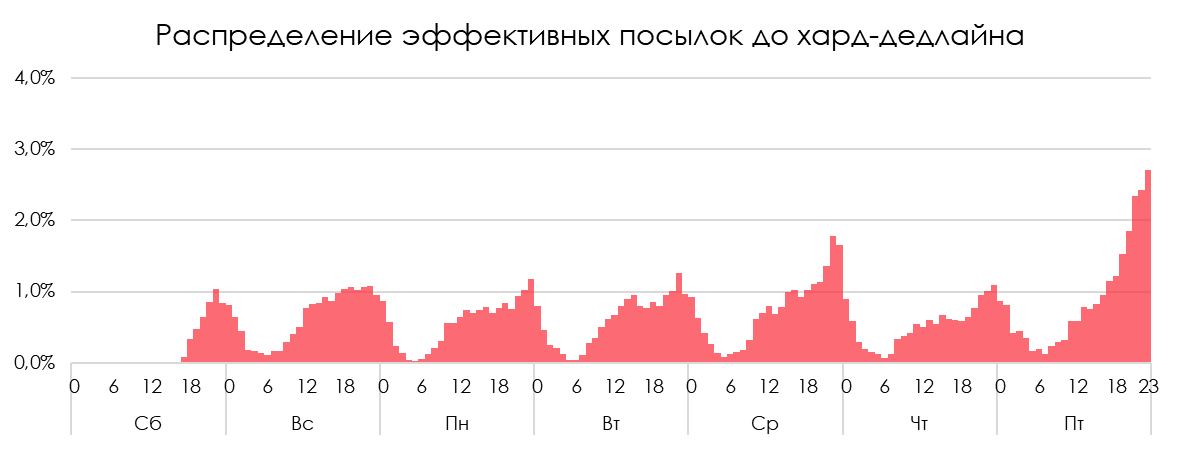 Распределение эффективных посылок до хард-дедлайна
4,0%
3,0%
2,0%
1,0%
0,0%
0 6 12 18 0 6 12 18 0 6 12 18 0 6 12 18 0 6 12 18 0 6 12 18 0 6 12 18 23
Сб Вс Пн Вт Ср Чт Пт